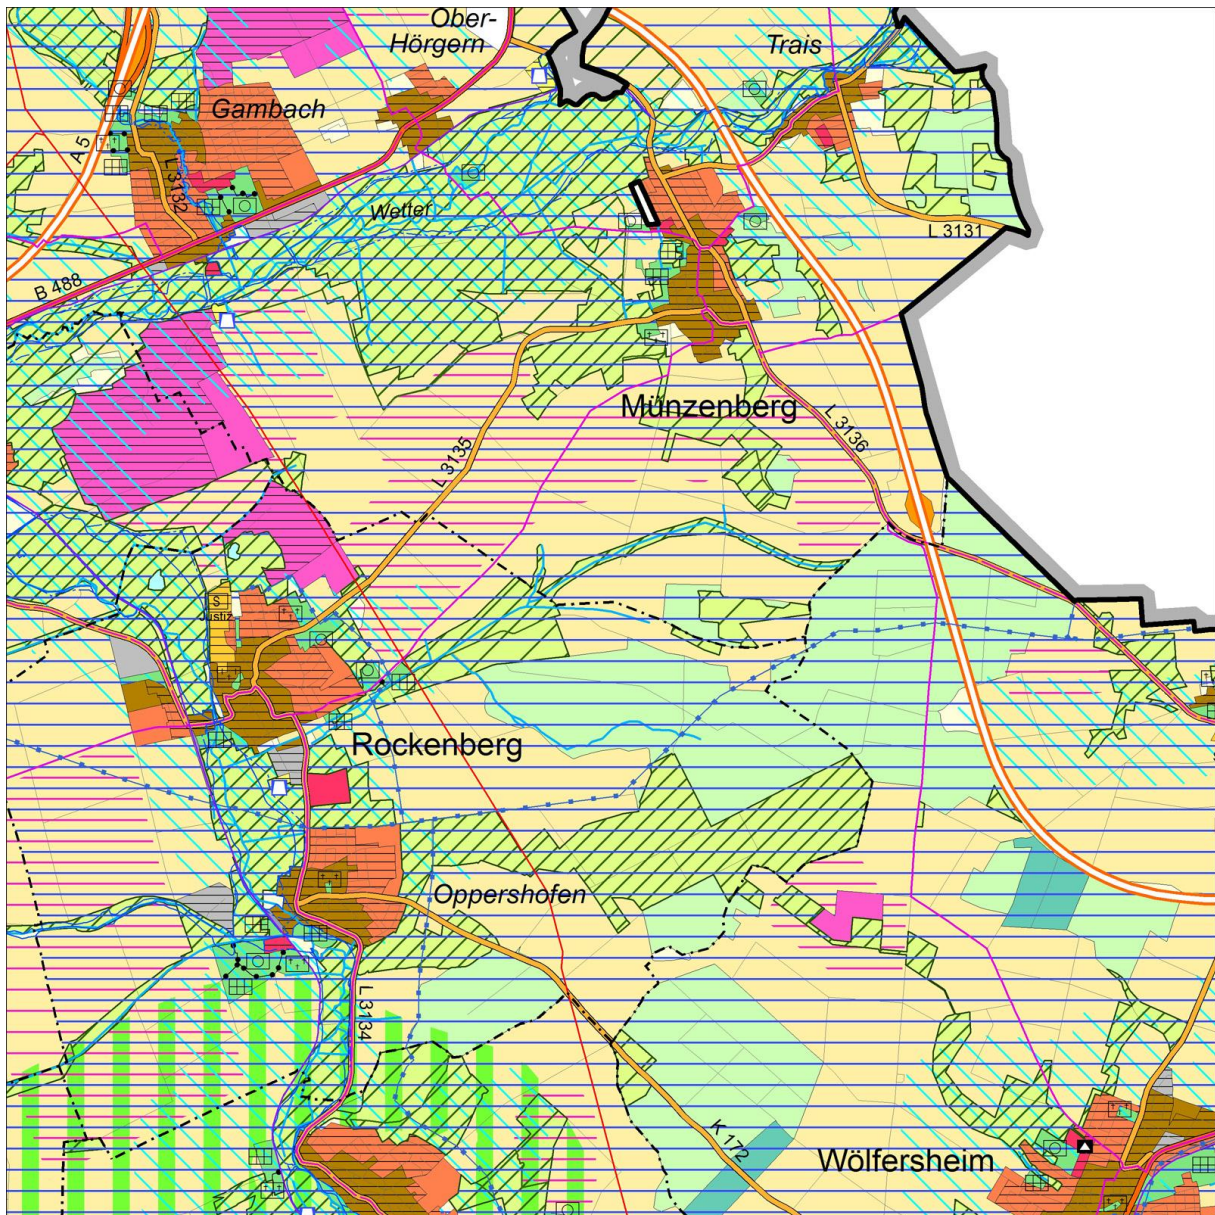 Ober-
Hörgern
Trais
Gambach
A 5
L 3132
Wetter
L 3131
B 488
Münzenberg
L 3136
L 3135
S
Justiz
Rockenberg
Oppershofen
L 3134
K 172
Wölfersheim